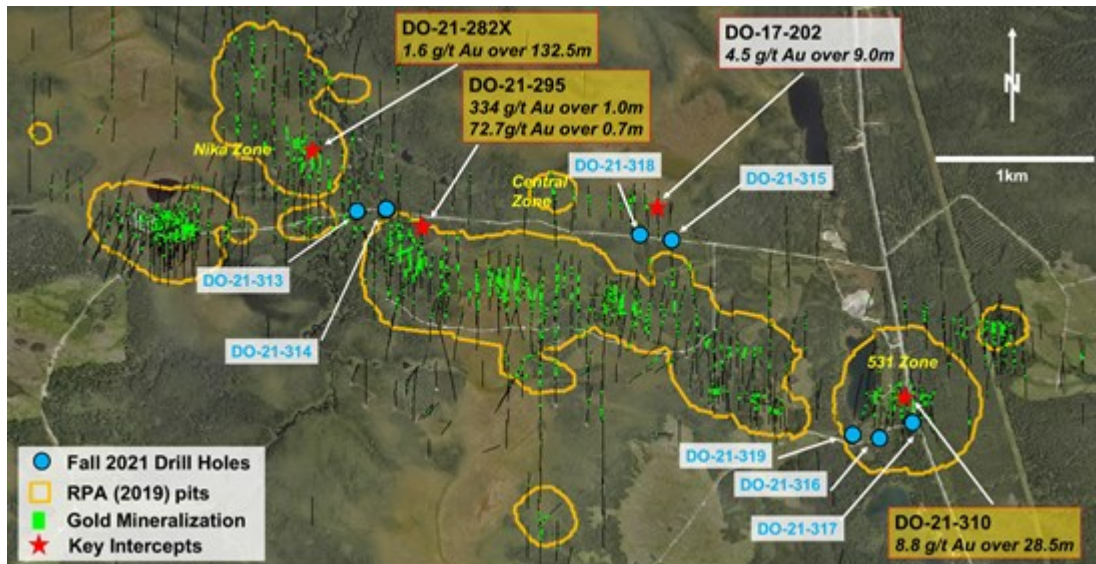 DO-21-282X
1.6 g/t Au over 132.5m
DO-17-202
4.5 g/t Au over 9.0m
N
DO-21-295
334 g/t Au over 1.0m
72.7g/t Au over 0.7m
Nika Zone
DO-21-318
DO-21-315
1km
Central
Zone
DO-21-313
DO-21-314
531 Zone
DO-21-319
DO-21-316
DO-21-317
DO-21-310
8.8 g/t Au over 28.5m
Fall 2021 Drill Holes
RPA (2019) pits
Gold Mineralization
Key Intercepts